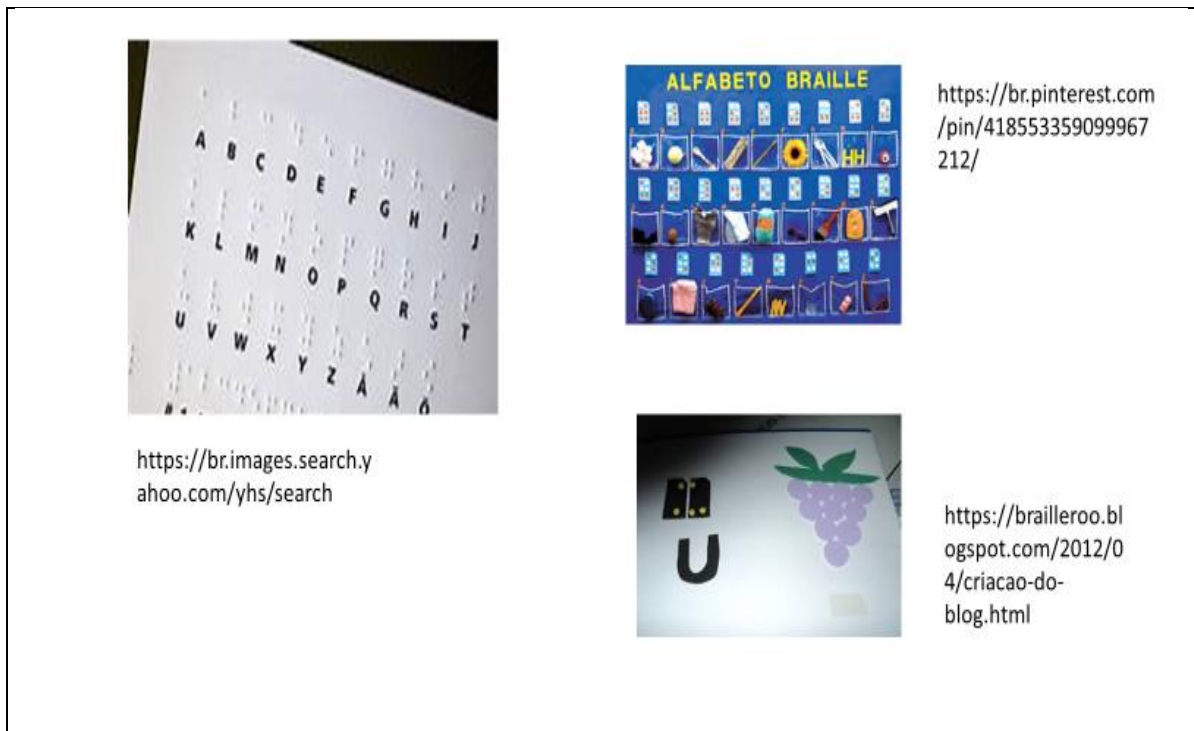 A B C D E F G H I J
K L M N O P Q R S T
U V W X Y Z Å Ä Ö
https://br.images.search.y
ahoo.com/yhs/search
ALFABETO BRAILLE
HH
https://br.pinterest.com
/pin/418553359099967
212/
U
https://brailleroo.bl
ogspot.com/2012/0
4/criacao-do-
blog.html